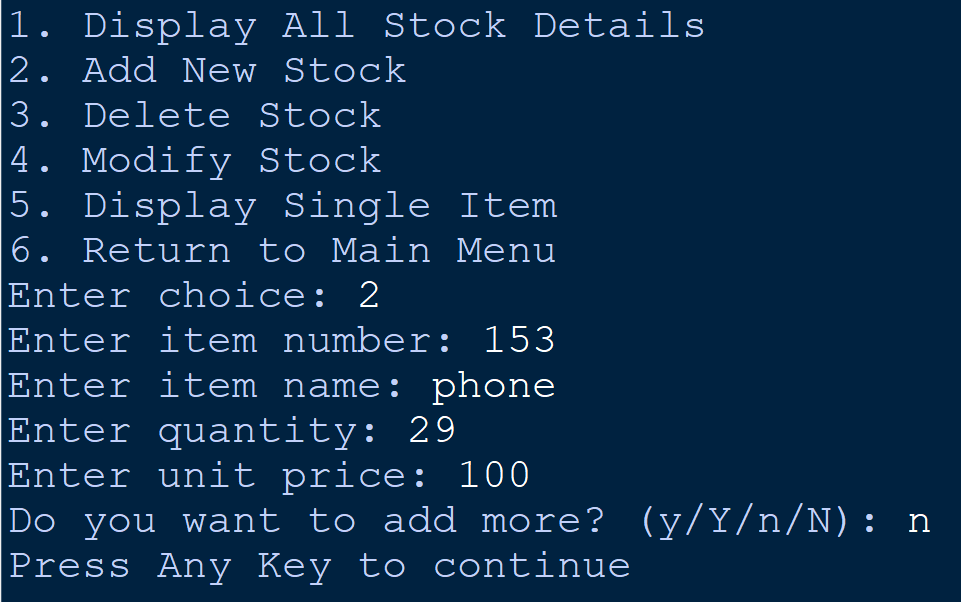 1. Display All Stock Details
2. Add New Stock
3. Delete Stock
4. Modify Stock
5. Display Single Item
6. Return to Main Menu
Enter choice: 2
Enter item number: 153
Enter item name: phone
Enter quantity: 29
Enter unit price: 100
Do you want to add more? (y/Y/n/N): n
Press Any Key to continue